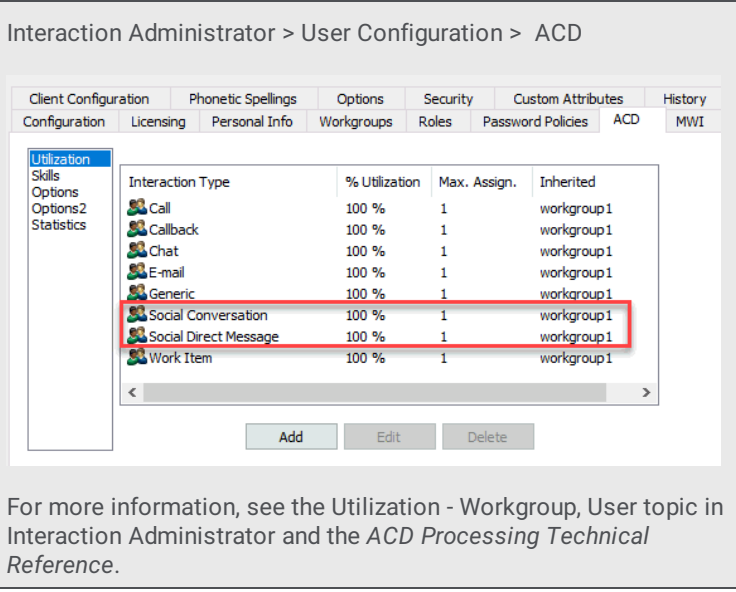 Interaction Administrator > User Configuration > ACD
Client Configuration Phonetic Spellings Options Security Custom Attributes History
Configuration Licensing Personal Info Workgroups Roles Password Policies ACD MWI
Utilization
Skills
Options
Options2
Statistics
Interaction Type % Utilization Max. Assign. Inherited
Call 100 % 1 workgroup1
Callback 100 % 1 workgroup1
Chat 100 % 1 workgroup1
E-mail 100 % 1 workgroup1
Generic 100 % 1 workgroup1
Social Conversation 100 % 1 workgroup1
Social Direct Message 100 % 1 workgroup1
Work Item 100 % 1 workgroup1
Add Edit Delete
For more information, see the Utilization - Workgroup, User topic in
Interaction Administrator and the ACD Processing Technical
Reference.